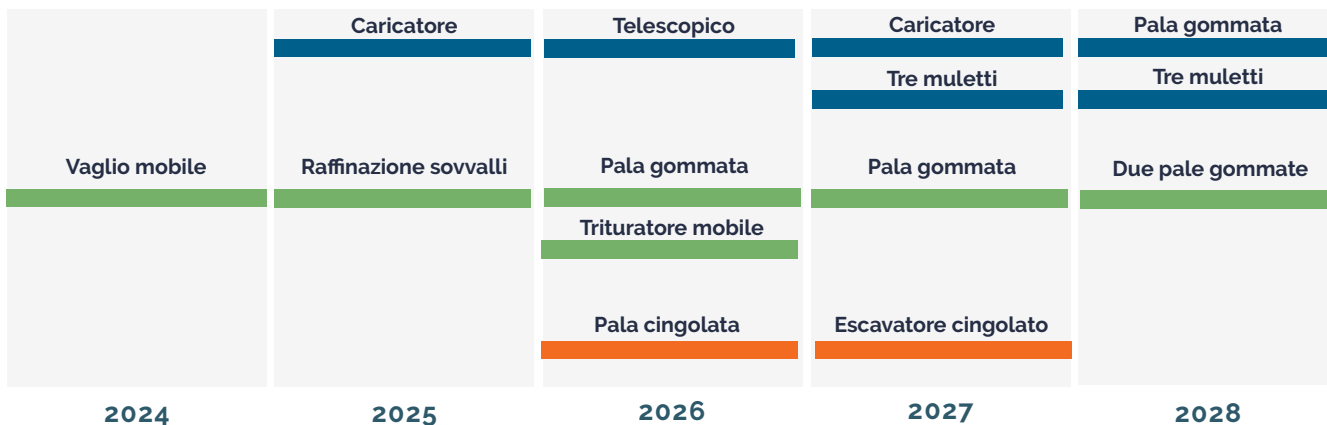 Caricatore
Telescopico
Caricatore
Pala gommata
Tre muletti
Tre muletti
Vaglio mobile
Raffinazione sovvalli
Pala gommata
Pala gommata
Due pale gommate
Trituratore mobile
Pala cingolata
Escavatore cingolato
2024
2025
2026
2027
2028